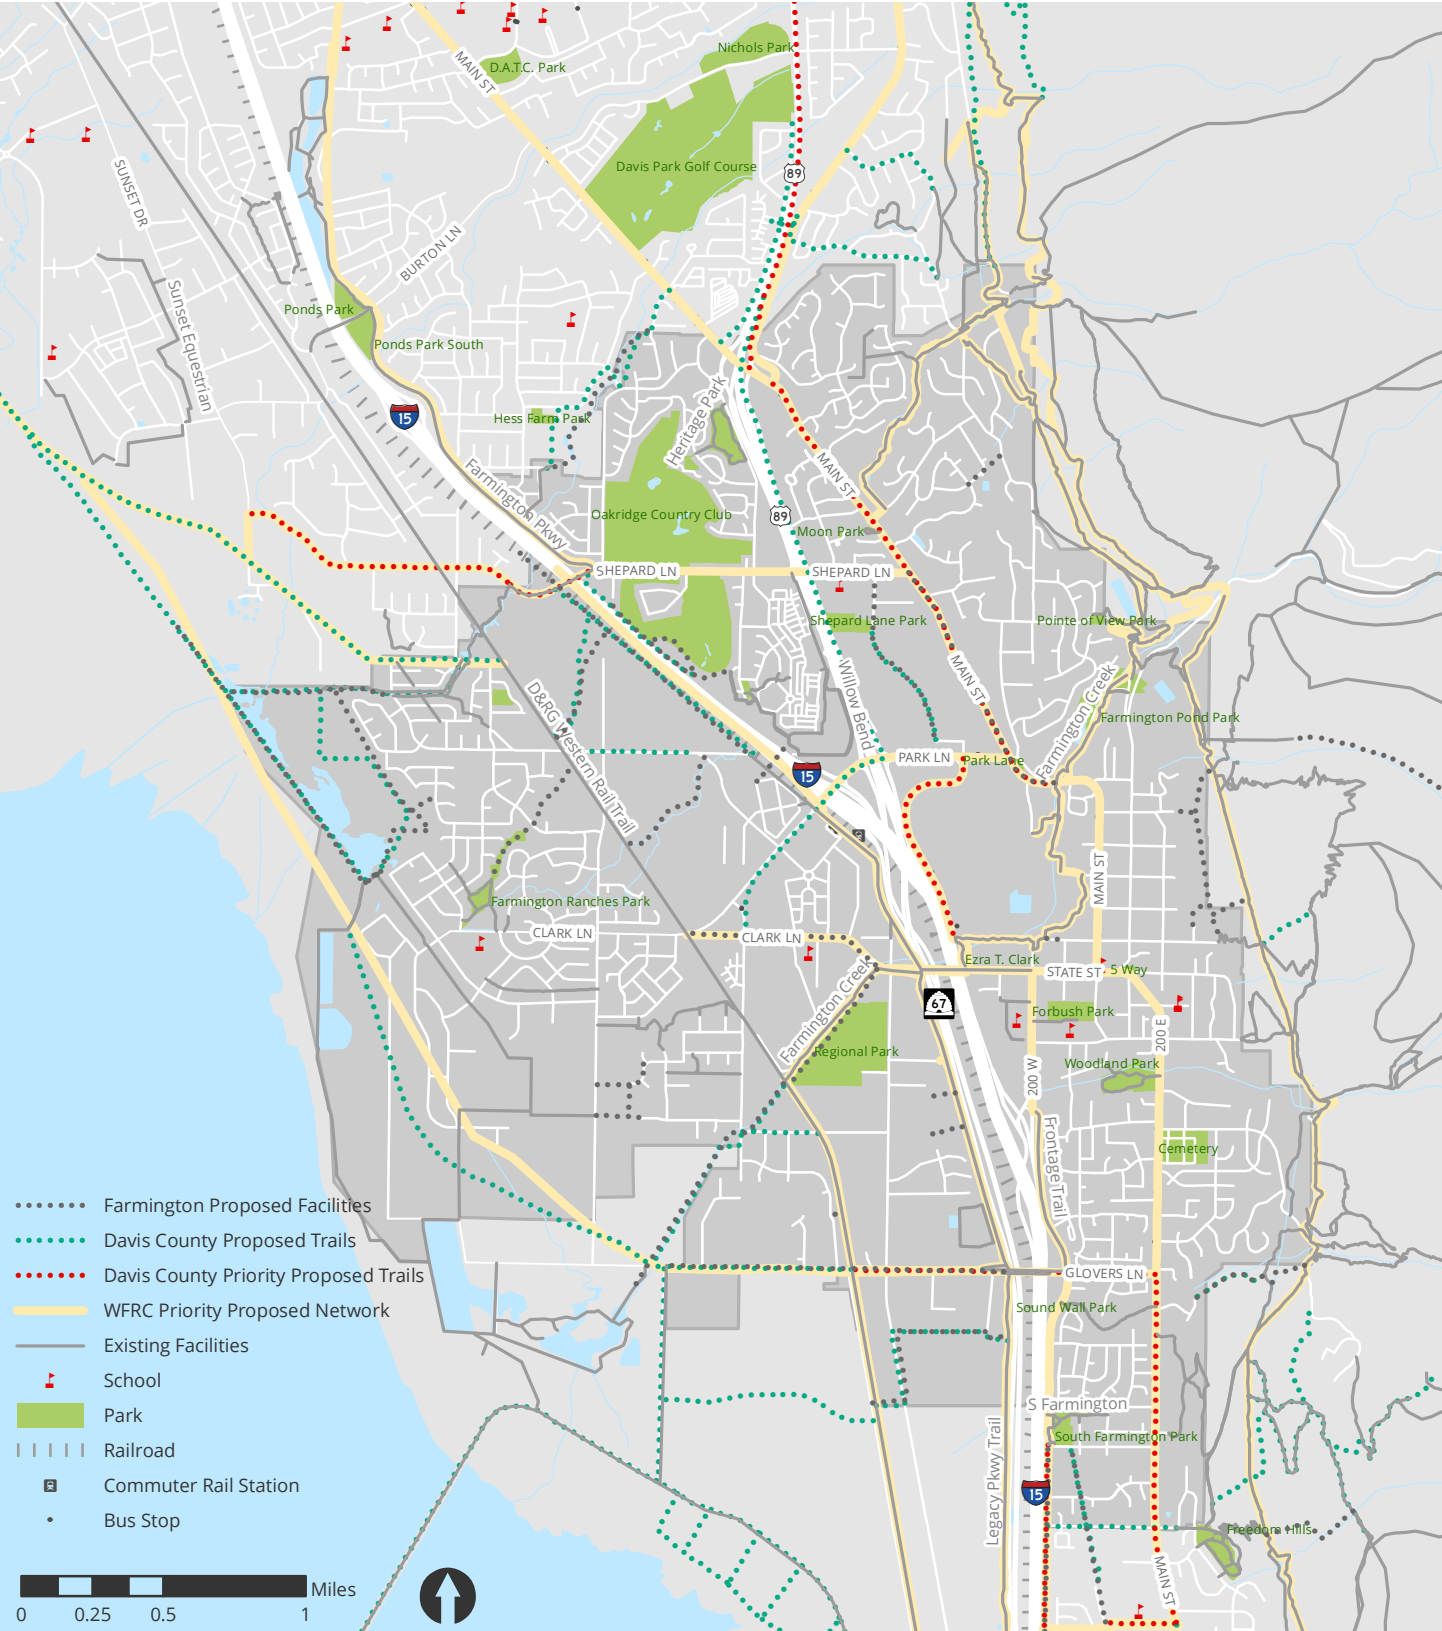 Nichols Park
MAIN ST
D.A.T.C. Park
Davis Park Golf Course
89
SUNSET DR
BURTON LN
Sunset Equestrian
Ponds Park
Ponds Park South
15
Hess Farm Park
Heritage Park
Farmington Pkwy
MAIN ST
Oakridge Country Club
89
Moon Park
SHEPARD LN
SHEPARD LN
Shepard Lane Park
Pointe of View Park
D&RG Western Rail Trail
Willow Bend
MAIN ST
Farmington Creek
Farmington Pond Park
PARK LN
Park Lane
15
MAIN ST
Farmington Ranches Park
CLARK LN
CLARK LN
Farmington Creek
Ezra T. Clark
STATE ST
S Way
67
Forbush Park
Regional Park
200 E
Woodland Park
200 W
Frontage Trail
Cemetery
GLOVERS LN
Sound Wall Park
S Farmington
South Farmington Park
Legacy Pkwy Trail
15
Freedom Hills
MAIN ST
Farmington Proposed Facilities
Davis County Proposed Trails
Davis County Priority Proposed Trails
WFRC Priority Proposed Network
Existing Facilities
School
Park
Railroad
Commuter Rail Station
Bus Stop
Miles
0 0.25 0.5 1